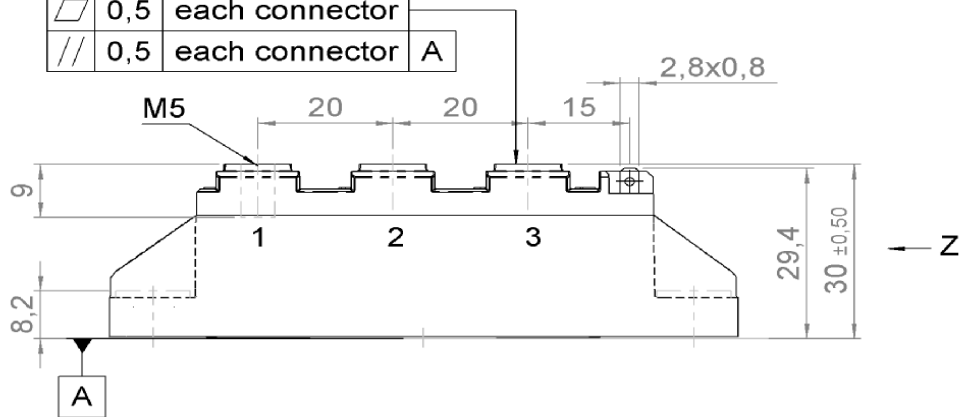 ⏥ 0,5 each connector
// 0,5 each connector A
2,8x0,8
M5
20
20
15
9
1
2
3
29,4
30 ±0,50
Z
8,2
A